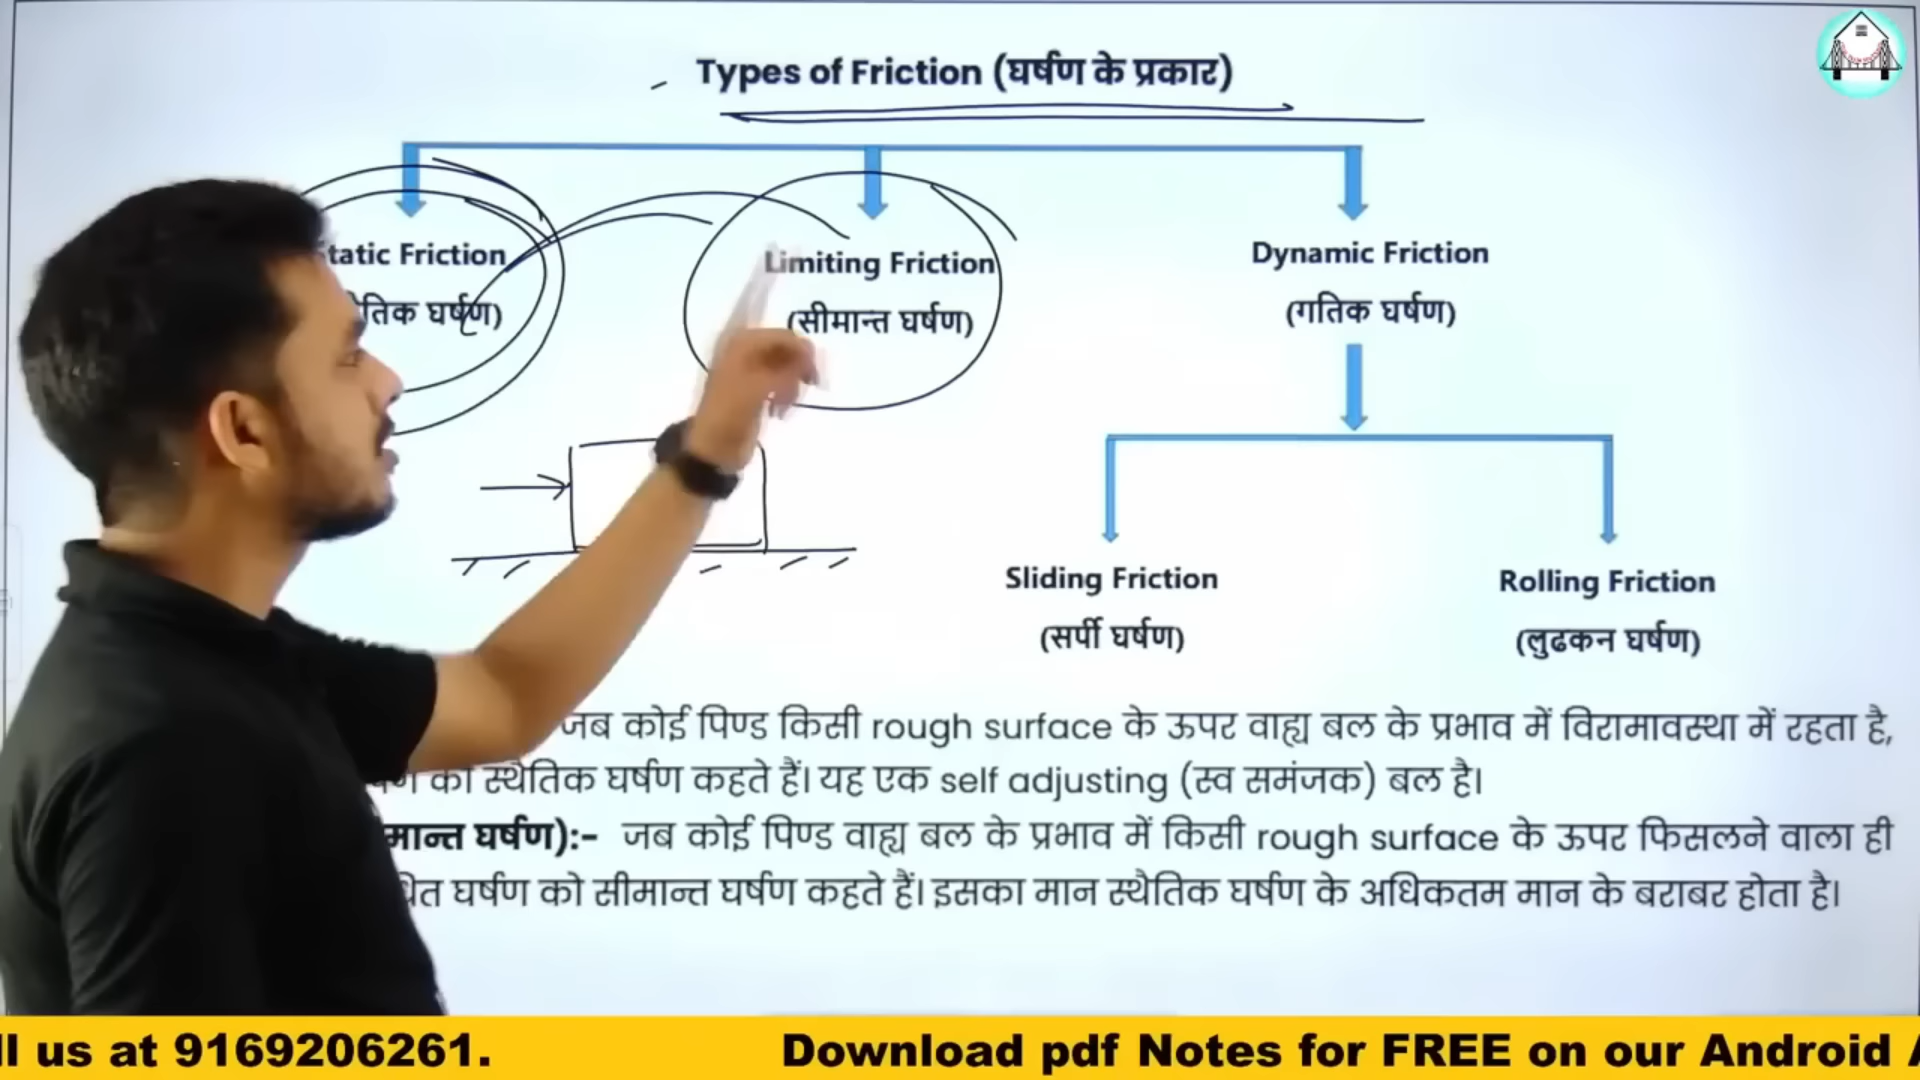 Types of Friction (घर्षण के प्रकार)
tatic Friction
Limiting Friction
Dynamic Friction
तिक घर्षण)
(सीमान्त घर्षण)
(गतिक घर्षण)
Sliding Friction
Rolling Friction
(सर्पी घर्षण)
(लुढकन घर्षण)
जब कोई पिण्ड किसी rough surface के ऊपर वाह्य बल के प्रभाव में विरामावस्था में रहता है,
को स्थैतिक घर्षण कहते हैं। यह एक self adjusting (स्व समंजक) बल है।
मान्त घर्षण):- जब कोई पिण्ड वाह्य बल के प्रभाव में किसी rough surface के ऊपर फिसलने वाला ही
घर्षण को सीमान्त घर्षण कहते हैं। इसका मान स्थैतिक घर्षण के अधिकतम मान के बराबर होता है।
ll us at 9169206261. Download pdf Notes for FREE on our Android